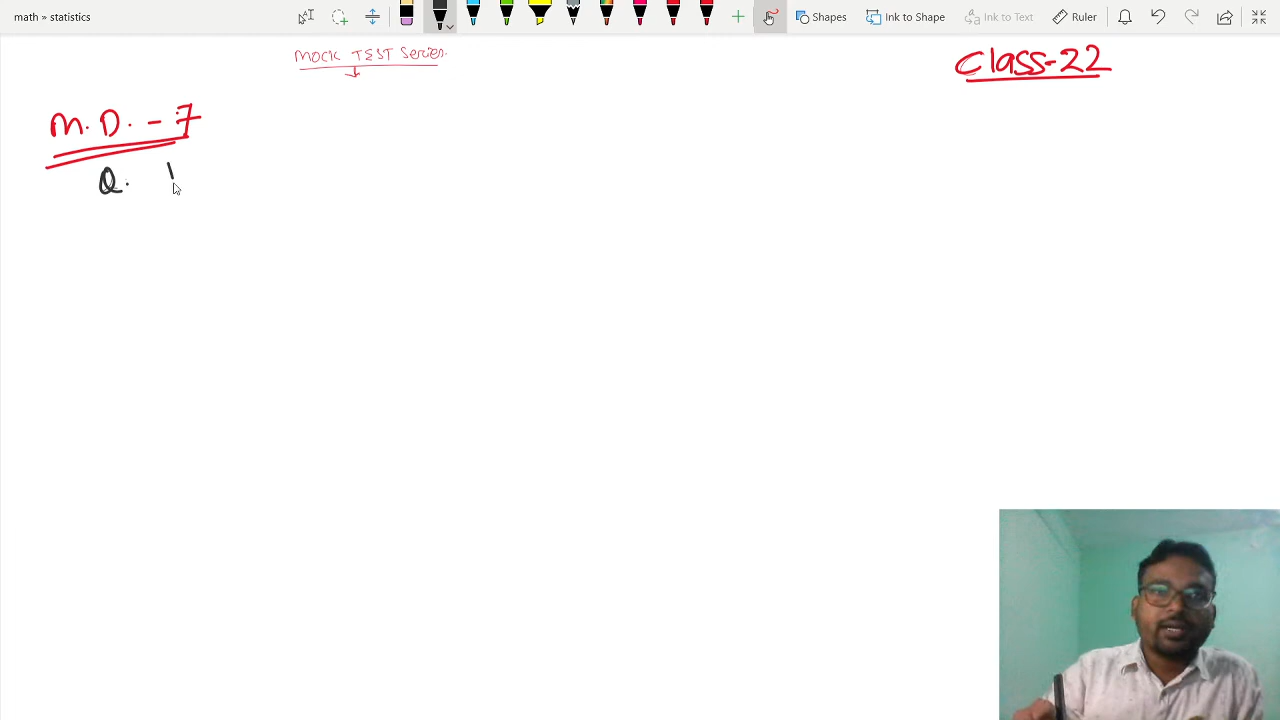 math » statistics
Shapes
Ink to Shape
Ink to Text
Ruler
Mock TEST Series.
Class-22
M.D. - 7
Q. 1